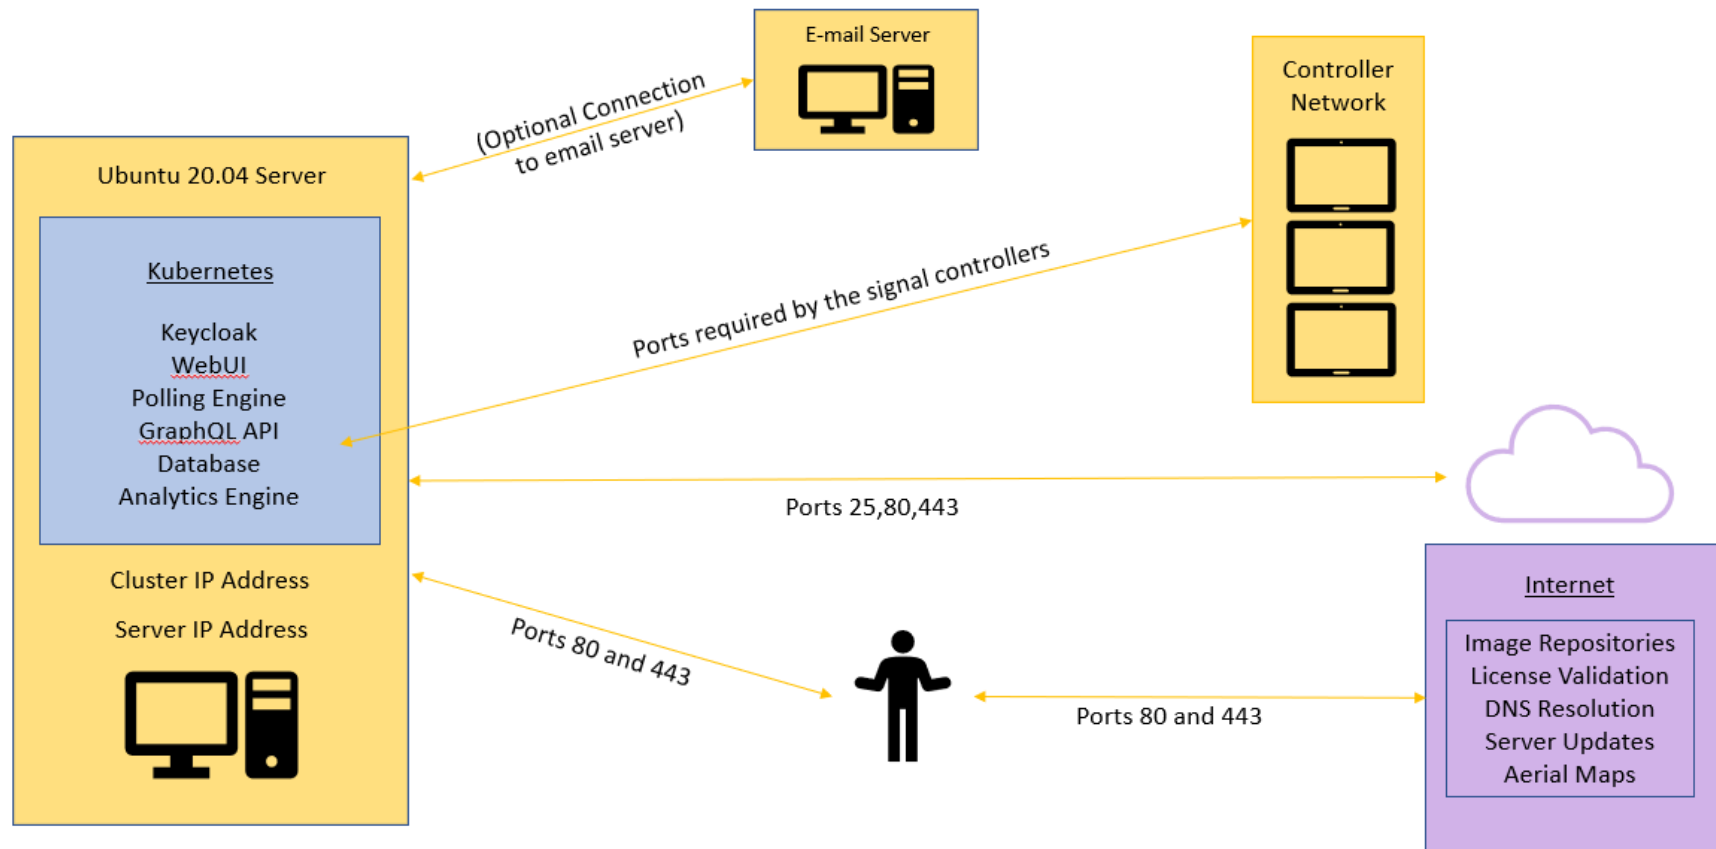 E-mail Server
Controller
Network
(Optional Connection
to email server)
Ubuntu 20.04 Server
Kubernetes
Keycloak
WebUI
Polling Engine
GraphQL API
Database
Analytics Engine
Cluster IP Address
Server IP Address
Ports required by the signal controllers
Ports 25,80,443
Ports 80 and 443
Ports 80 and 443
Internet
Image Repositories
License Validation
DNS Resolution
Server Updates
Aerial Maps